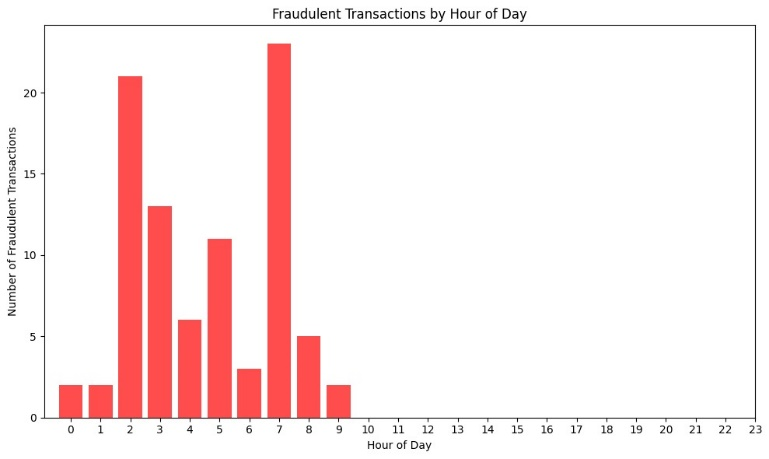 Fraudulent Transactions by Hour of Day
Number of Fraudulent Transactions
20
15
10
5
0
0 1 2 3 4 5 6 7 8 9 10 11 12 13 14 15 16 17 18 19 20 21 22 23
Hour of Day